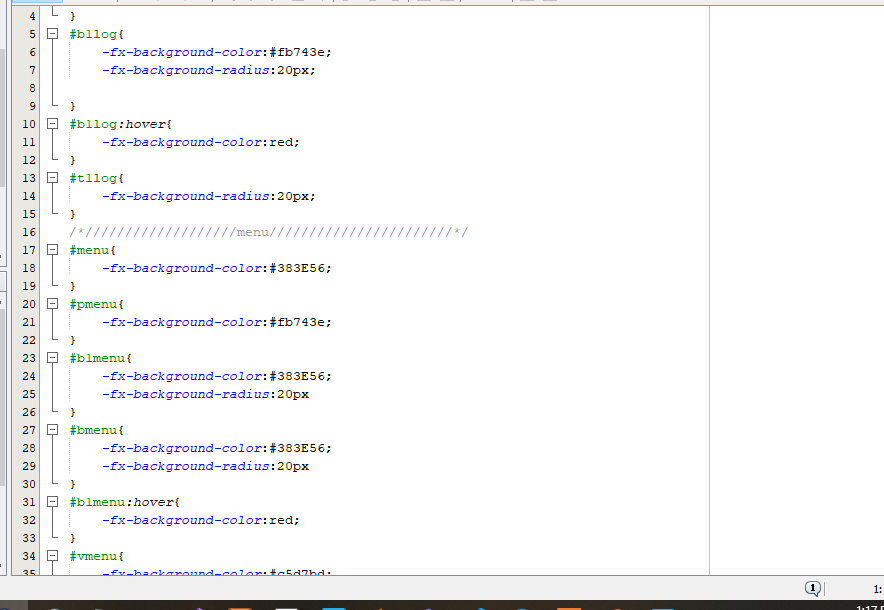 4 }
5 #bllog{
6 -fx-background-color:#fb743e;
7 -fx-background-radius:20px;
8
9 }
10 #bllog:hover{
11 -fx-background-color:red;
12 }
13 #tllog{
14 -fx-background-radius:20px;
15 }
16 /*///////////////////menu///////////////////////*/
17 #menu{
18 -fx-background-color:#383E56;
19 }
20 #pmenu{
21 -fx-background-color:#fb743e;
22 }
23 #blmenu{
24 -fx-background-color:#383E56;
25 -fx-background-radius:20px
26 }
27 #bmenu{
28 -fx-background-color:#383E56;
29 -fx-background-radius:20px
30 }
31 #blmenu:hover{
32 -fx-background-color:red;
33 }
34 #vmenu{
35 -fx-background-color:#c5d7bd;
1
1: